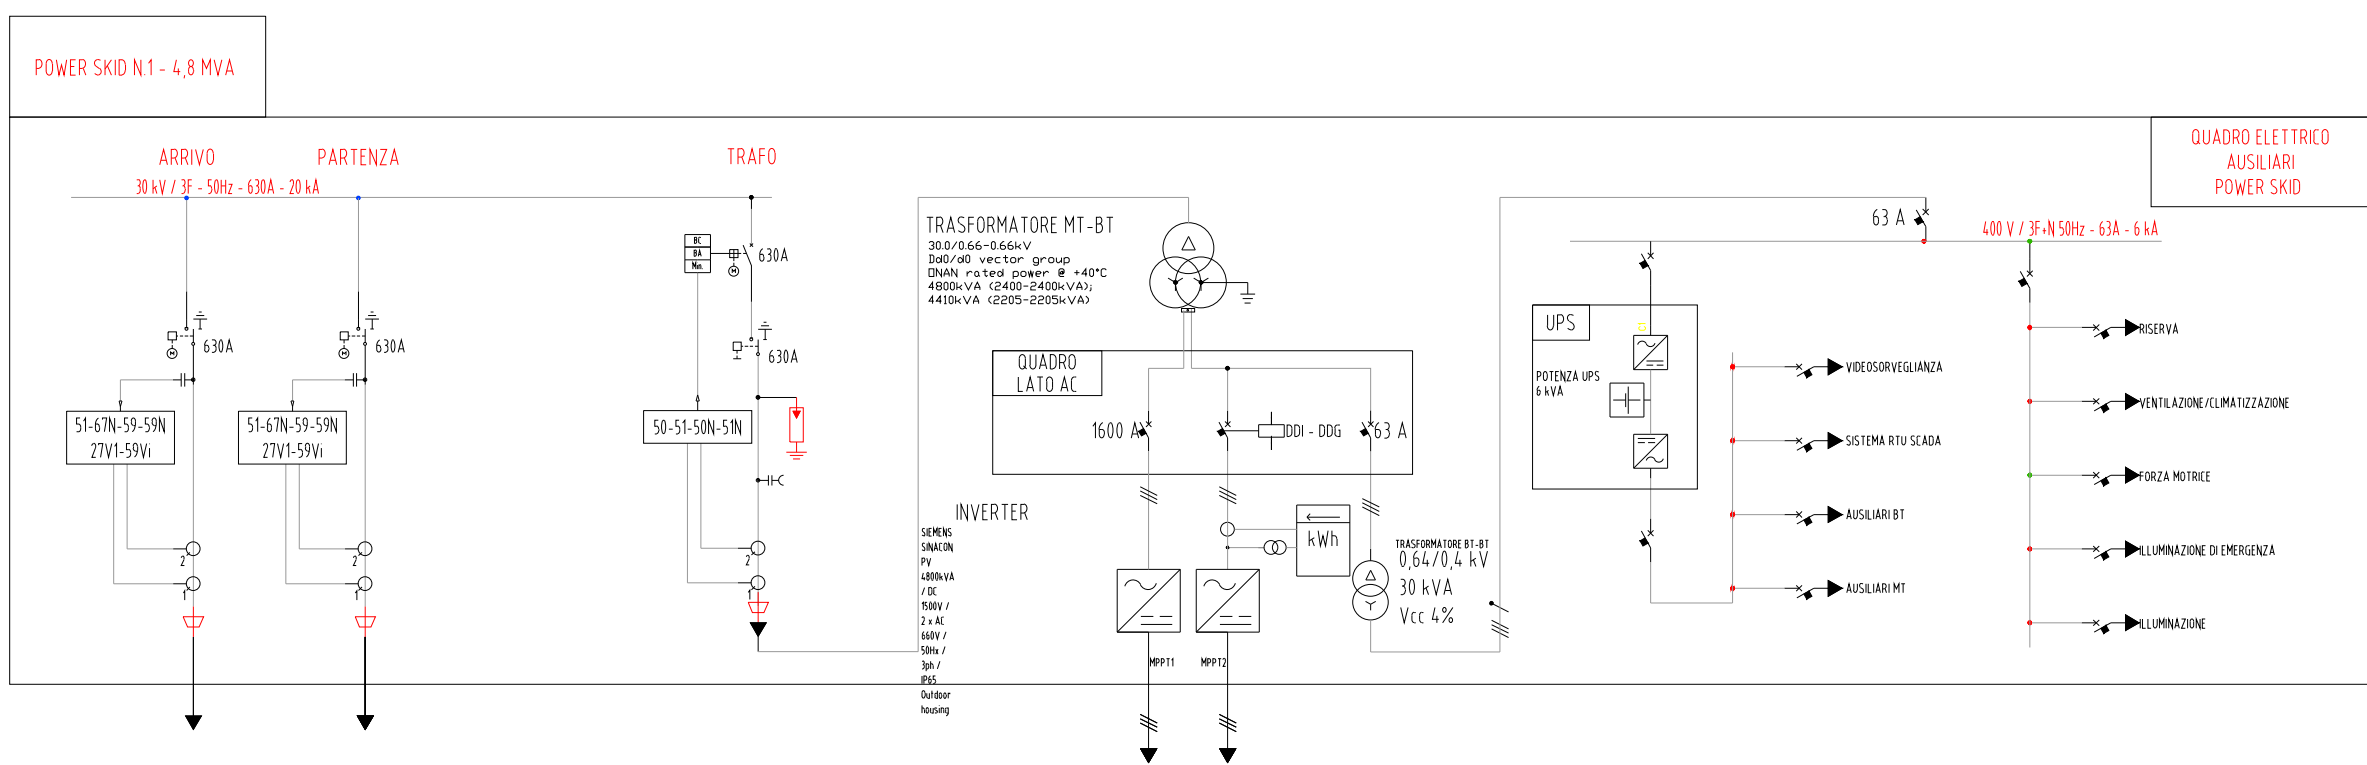 POWER SKID N.1 - 4,8 MVA
QUADRO ELETTRICO
AUSILIARI
POWER SKID
ARRIVO
PARTENZA
TRAFO
30 kV / 3F - 50Hz - 630A - 20 kA
630A
M
51-67N-59-59N
27V1-59Vi
2
1
630A
M
51-67N-59-59N
27V1-59Vi
2
1
BC
BA
Min.
M
630A
630A
50-51-50N-51N
2
1
TRASFORMATORE MT-BT
30.0/0.66-0.66kV
Dd0/d0 vector group
ONAN rated power @ +40°C
4800kVA (2400-2400kVA);
4410kVA (2205-2205kVA)
QUADRO
LATO AC
1600 A
DDI - DDG
63 A
INVERTER
SIEMENS
SINACON
PV
4800kVA
/ DC
1500V /
2 x AC
660V /
50Hx /
3ph /
IP65
Outdoor
housing
kWh
TRASFORMATORE BT-BT
0,64/0,4 kV
30 kVA
Vcc 4%
MPPT1
MPPT2
63 A
400 V / 3F+N 50Hz - 63A - 6 kA
UPS
POTENZA UPS
6 kVA
VIDEOSORVEGLIANZA
SISTEMA RTU SCADA
AUSILIARI BT
AUSILIARI MT
RISERVA
VENTILAZIONE/CLIMATIZZAZIONE
FORZA MOTRICE
ILLUMINAZIONE DI EMERGENZA
ILLUMINAZIONE